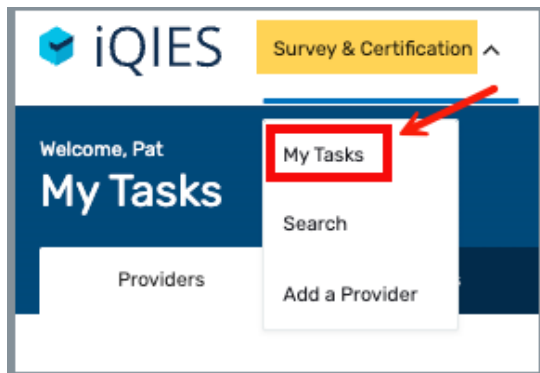 iQIES
Survey & Certification
Welcome, Pat
My Tasks
My Tasks
Search
Add a Provider
Providers